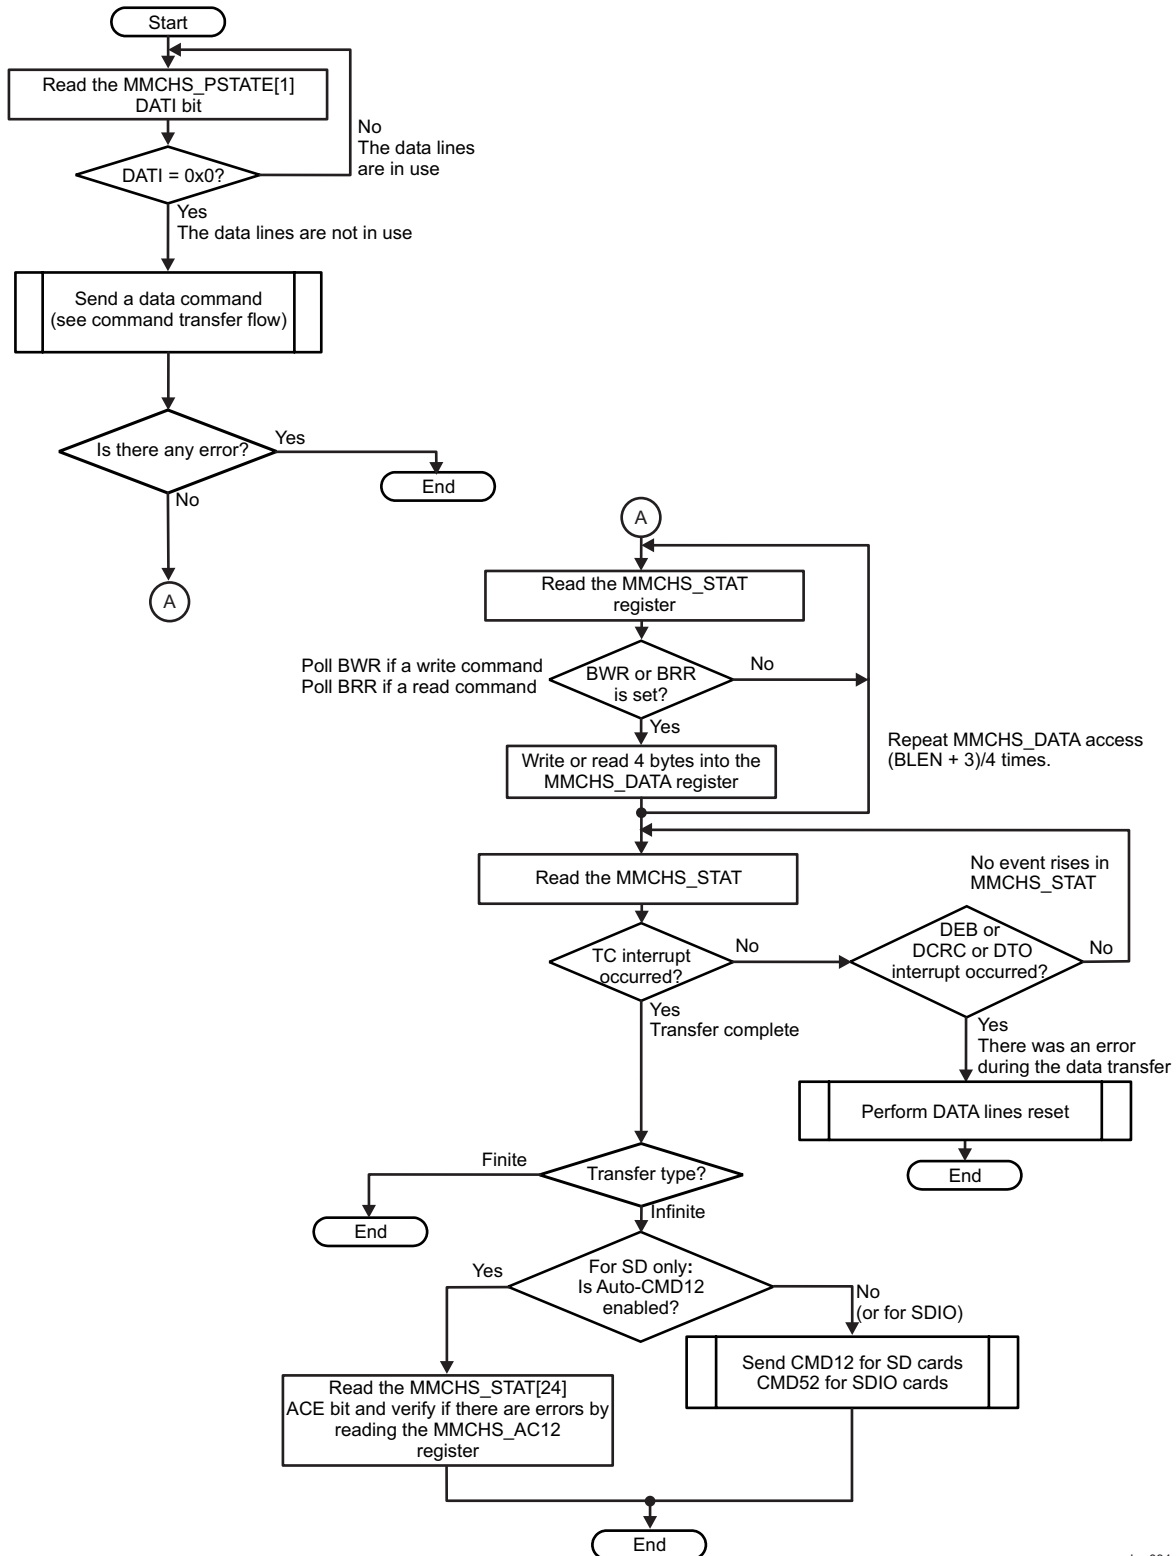 Start
Read the MMCHS_PSTATE[1]
DATI bit
No
The data lines
are in use
DATI = 0x0?
Yes
The data lines are not in use
Send a data command
(see command transfer flow)
Is there any error?
Yes
End
No
A
A
Read the MMCHS_STAT
register
Poll BWR if a write command
Poll BRR if a read command
BWR or BRR
is set?
No
Yes
Write or read 4 bytes into the
MMCHS_DATA register
Repeat MMCHS_DATA access
(BLEN + 3)/4 times.
Read the MMCHS_STAT
No event rises in
MMCHS_STAT
TC interrupt
occurred?
No
DEB or
DCRC or DTO
interrupt occurred?
No
Yes
Transfer complete
Yes
There was an error
during the data transfer
Perform DATA lines reset
End
Transfer type?
Finite
End
Infinite
For SD only:
Is Auto-CMD12
enabled?
Yes
No
(or for SDIO)
Send CMD12 for SD cards
CMD52 for SDIO cards
Read the MMCHS_STAT[24]
ACE bit and verify if there are errors by
reading the MMCHS_AC12
register
End